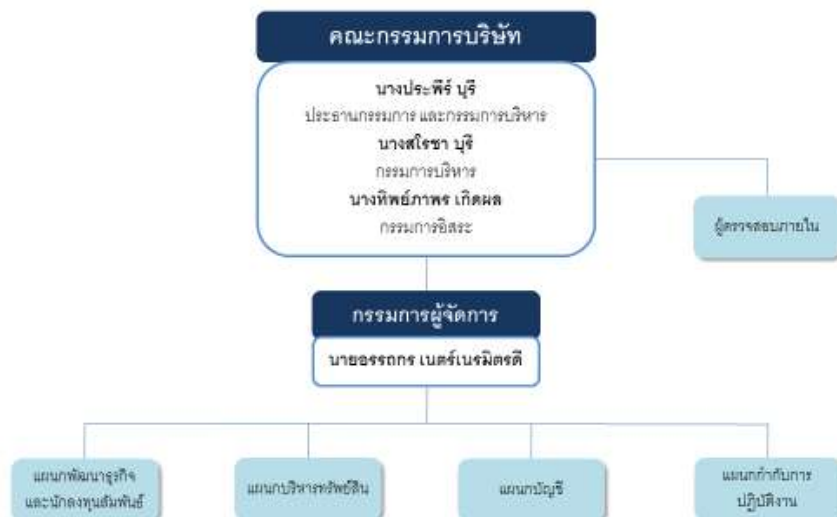 คณะกรรมการบริษัท
นางประพีร์ บุรี
ประธานกรรมการ และกรรมการบริหาร
นางสโรชา บุรี
กรรมการบริหาร
นางทิพย์ภาพร เกิดผล
กรรมการอิสระ
ผู้ตรวจสอบภายใน
กรรมการผู้จัดการ
นายอรรถกร เนตร์เนรมิตรดี
แผนกพัฒนาธุรกิจ
และนักลงทุนสัมพันธ์
แผนกบริหารทรัพย์สิน
แผนกบัญชี
แผนกกำกับการ
ปฏิบัติงาน